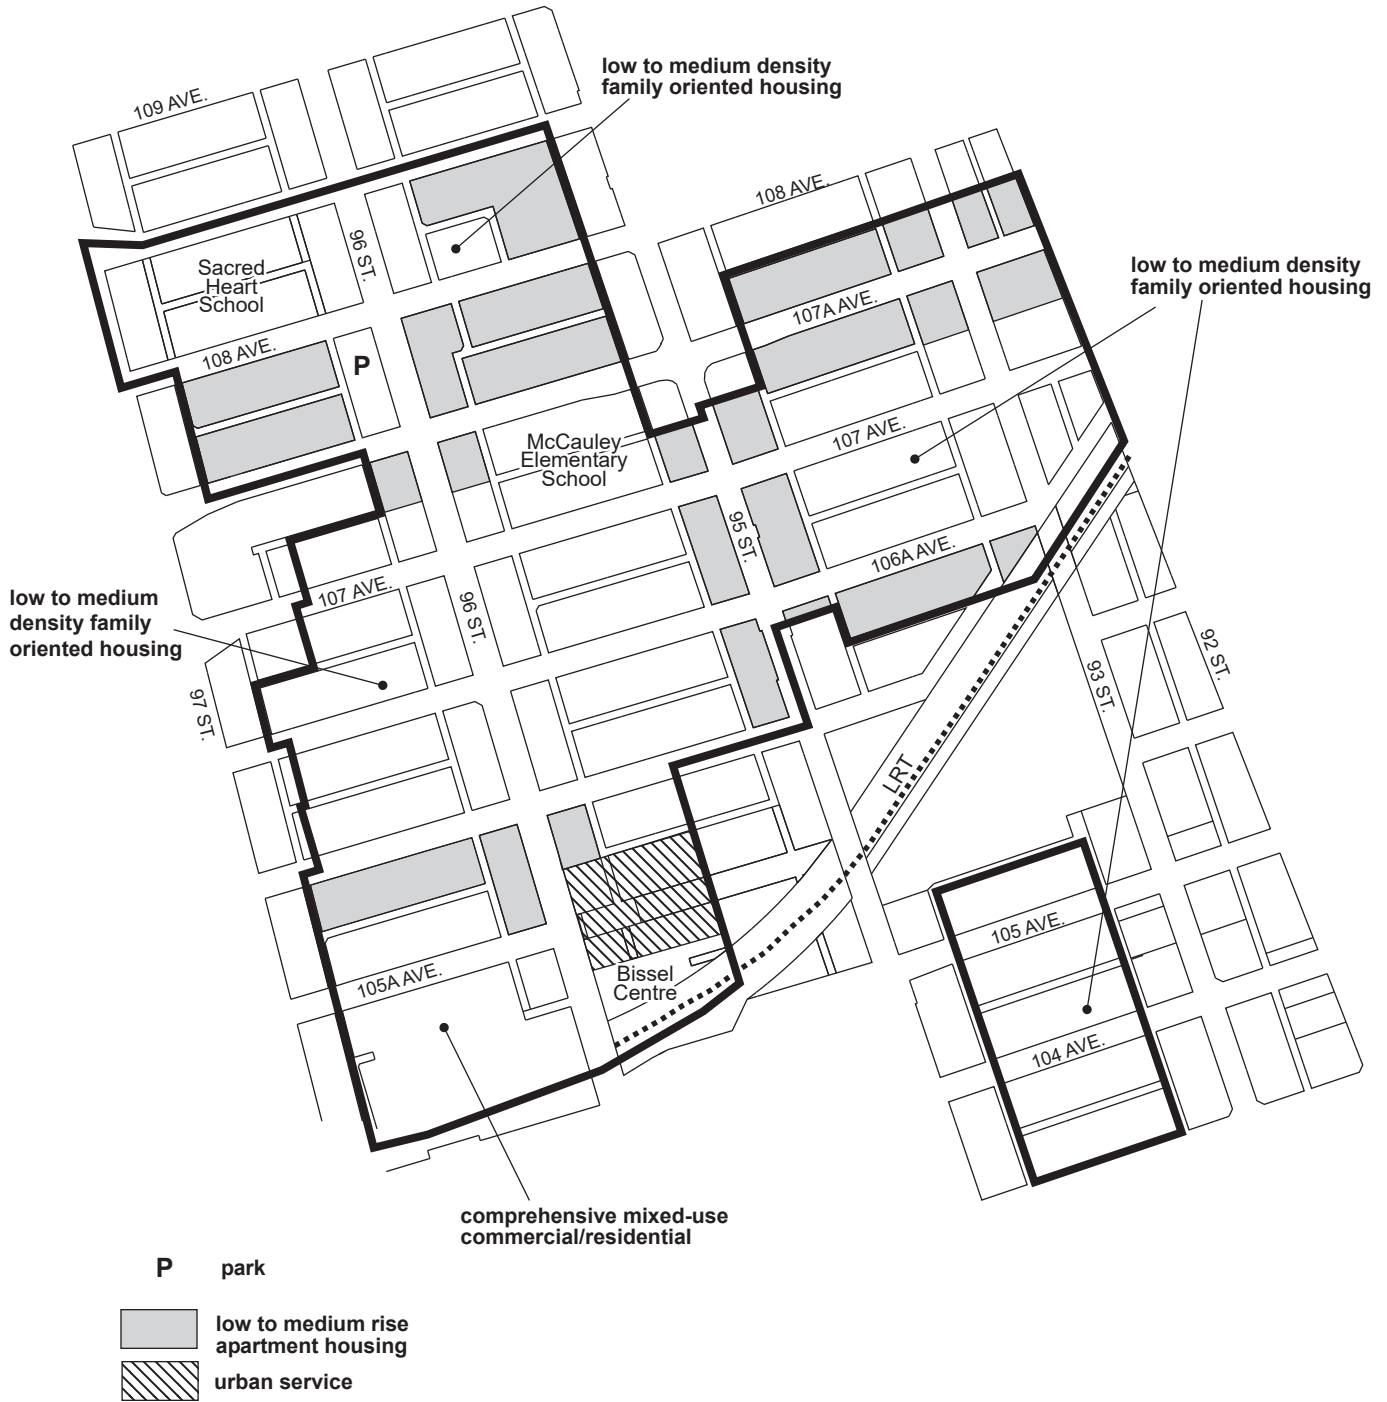 low to medium density
family oriented housing
109 AVE.
108 AVE.
96 ST.
Sacred
Heart
School
low to medium density
family oriented housing
107A AVE.
108 AVE.
P
McCauley
Elementary
School
107 AVE.
95 ST.
106A AVE.
107 AVE.
96 ST.
low to medium
density family
oriented housing
97 ST.
92 ST.
93 ST.
LRT
105 AVE.
105A AVE.
Bissel
Centre
104 AVE.
comprehensive mixed-use
commercial/residential
P park
low to medium rise
apartment housing
urban service